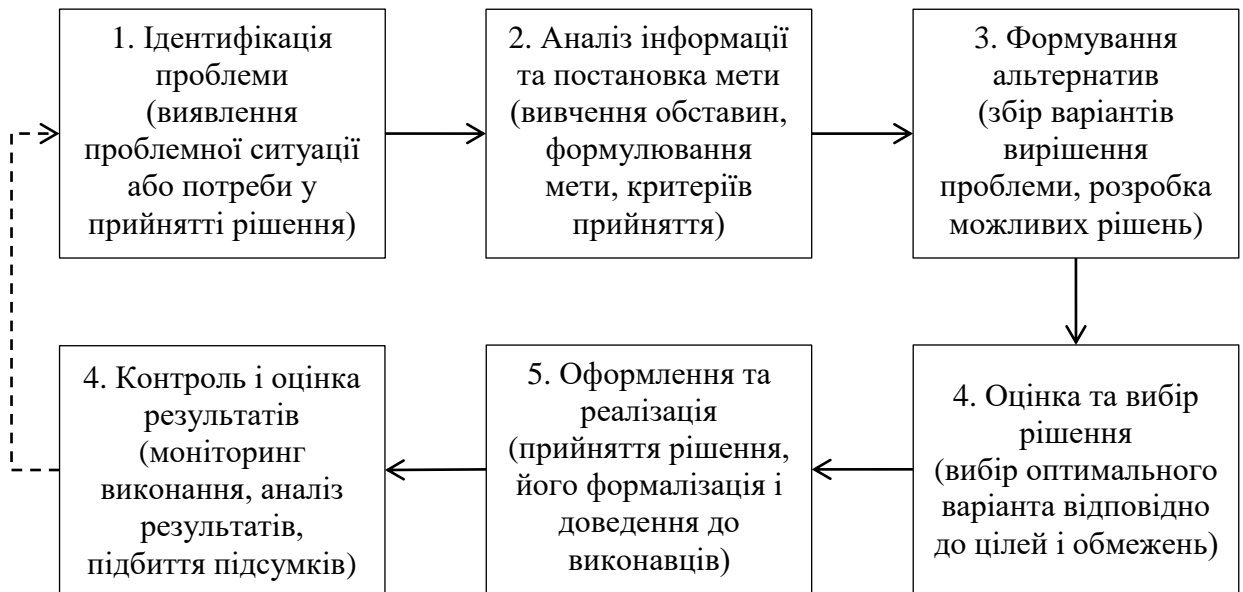 1. Ідентифікація
проблеми
(виявлення
проблемної ситуації
або потреби у
прийнятті рішення)
2. Аналіз інформації
та постановка мети
(вивчення обставин,
формулювання
мети, критеріїв
прийняття)
3. Формування
альтернатив
(збір варіантів
вирішення
проблеми, розробка
можливих рішень)
4. Контроль і оцінка
результатів
(моніторинг
виконання, аналіз
результатів,
підбиття підсумків)
5. Оформлення та
реалізація
(прийняття рішення,
його формалізація і
доведення до
виконавців)
4. Оцінка та вибір
рішення
(вибір оптимального
варіанта відповідно
до цілей і обмежень)